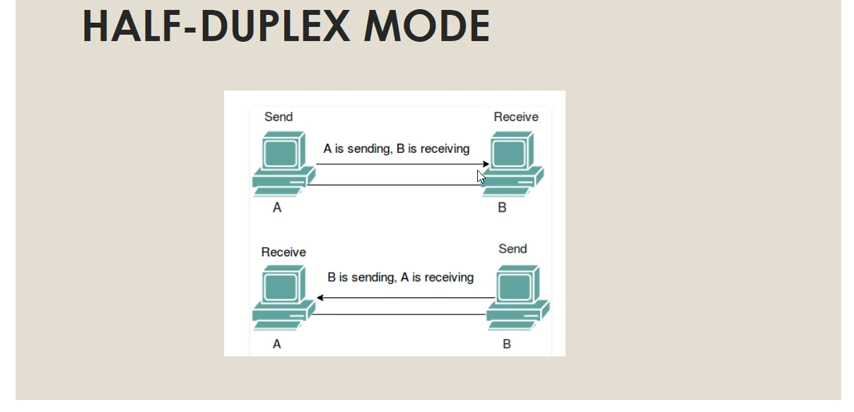 HALF-DUPLEX MODE
Send
Receive
A is sending, B is receiving
A
B
Receive
Send
B is sending, A is receiving
A
B